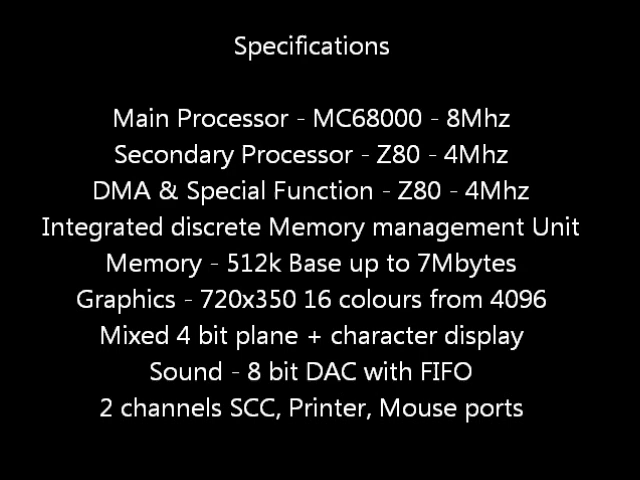 Specifications
Main Processor - MC68000 - 8Mhz
Secondary Processor - Z80 - 4Mhz
DMA & Special Function - Z80 - 4Mhz
Integrated discrete Memory management Unit
Memory - 512k Base up to 7Mbytes
Graphics - 720x350 16 colours from 4096
Mixed 4 bit plane + character display
Sound - 8 bit DAC with FIFO
2 channels SCC, Printer, Mouse ports